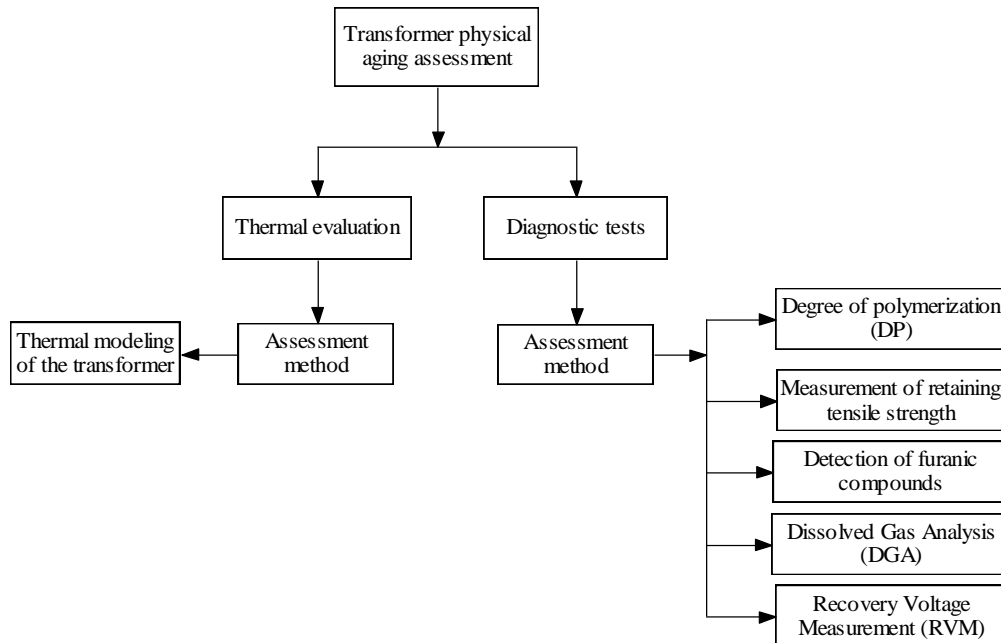 Transformer physical
aging assessment
Thermal evaluation
Diagnostic tests
Thermal modeling
of the transformer
Assessment
method
Assessment
method
Degree of polymerization
(DP)
Measurement of retaining
tensile strength
Detection of furanic
compounds
Dissolved Gas Analysis
(DGA)
Recovery Voltage
Measurement (RVM)